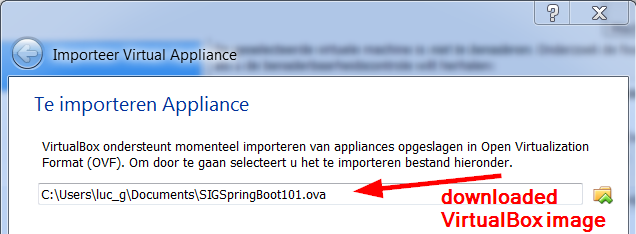 Importeer Virtual Appliance
Te importeren Appliance
VirtualBox ondersteunt momenteel importeren van appliances opgeslagen in Open Virtualization
Format (OVF). Om door te gaan selecteert u het te importeren bestand hieronder.
C:\Users\luc_g\Documents\SIGSpringBoot101.ova
downloaded
VirtualBox image